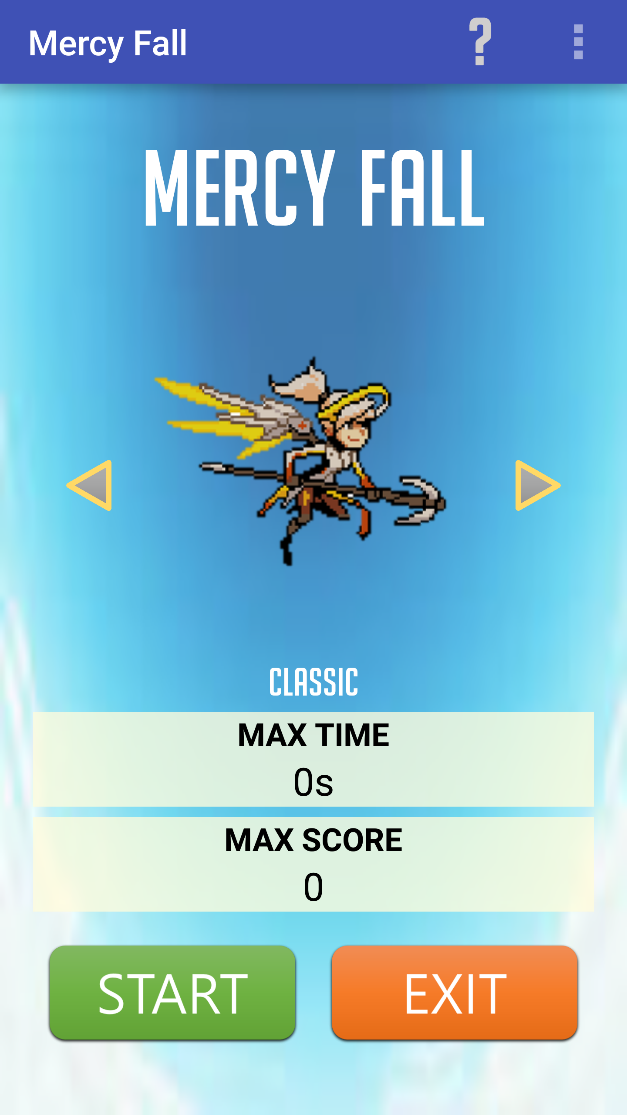 Mercy Fall ?
MERCY FALL
CLASSIC
MAX TIME
0s
MAX SCORE
0
START EXIT